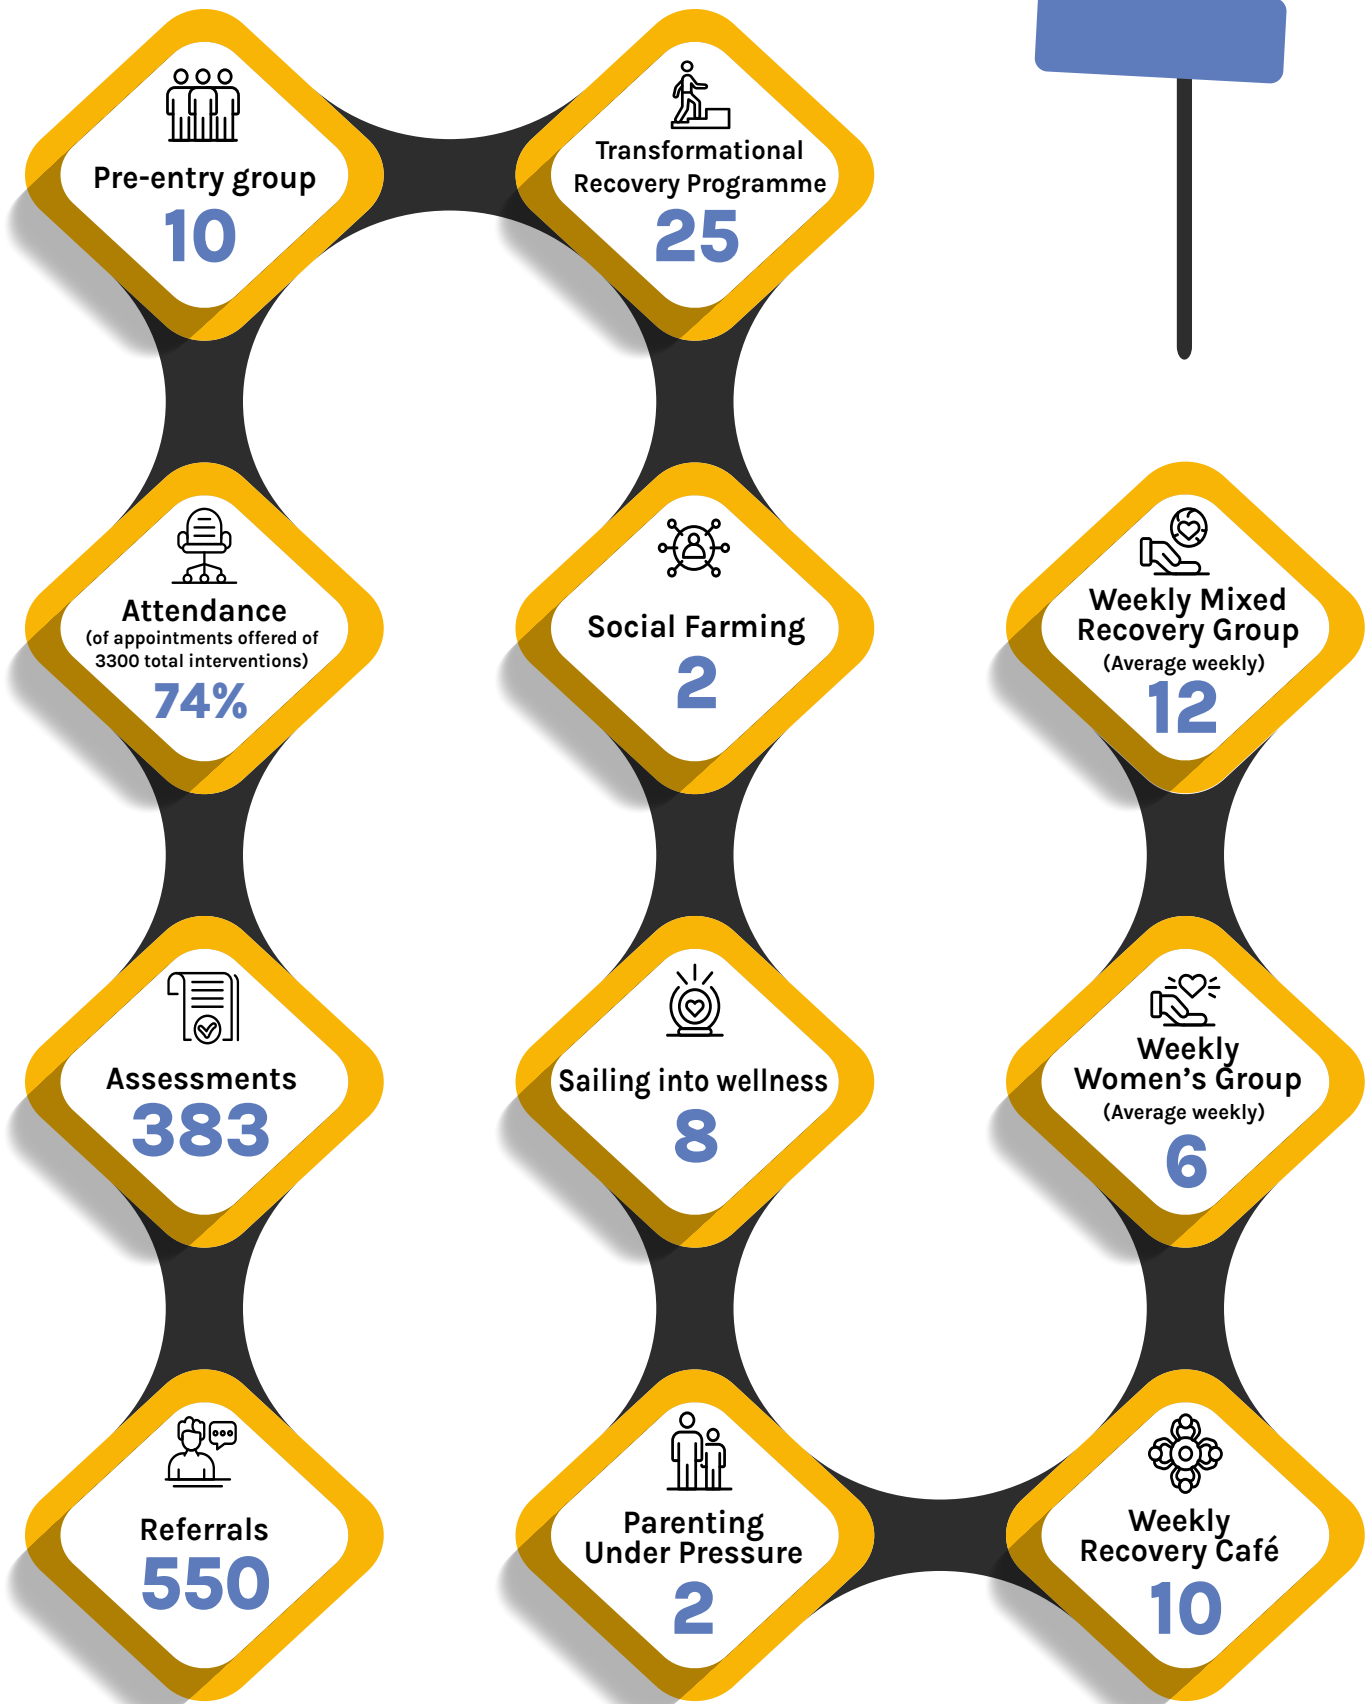 Pre-entry group
10
Transformational
Recovery Programme
25
Attendance
(of appointments offered of
3300 total interventions)
74%
Social Farming
2
Weekly Mixed
Recovery Group
(Average weekly)
12
Assessments
383
Sailing into wellness
8
Weekly
Women's Group
(Average weekly)
6
Referrals
550
Parenting
Under Pressure
2
Weekly
Recovery Café
10